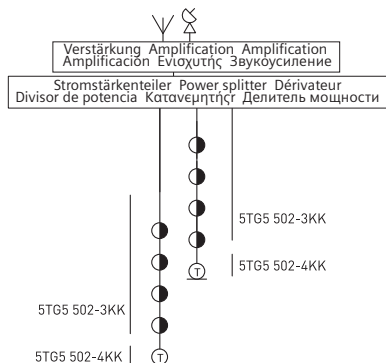 Verstärkung Amplification Amplification
Amplificación Ενισχυτής Звукоусиление
Stromstärkenteiler Power splitter Dérivateur
Divisor de potencia Κατανεμητήςr Делитель мощности
5TG5 502-3KK
T
5TG5 502-4KK
5TG5 502-3KK
5TG5 502-4KK
T